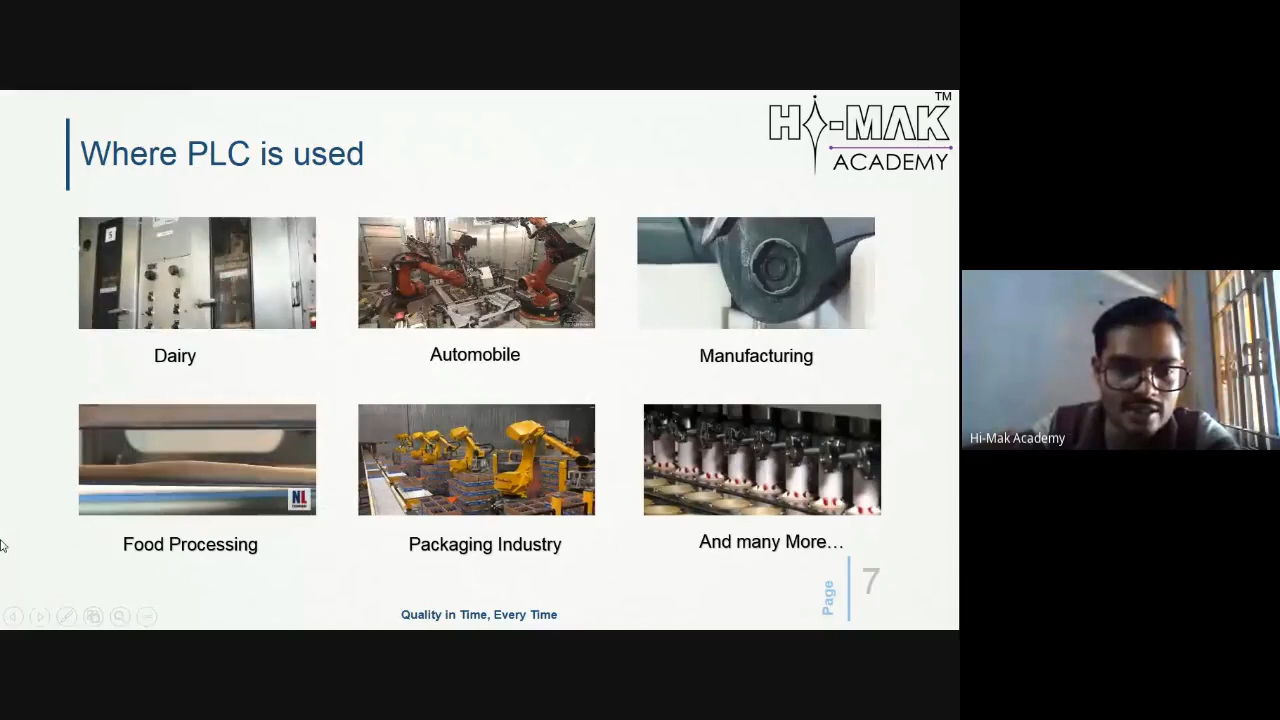 Where PLC is used
HI-MAK
TM
ACADEMY
5
Dairy
Automobile
Manufacturing
NL
Food Processing
Packaging Industry
And many More…
Page
7
Quality in Time, Every Time
Hi-Mak Academy